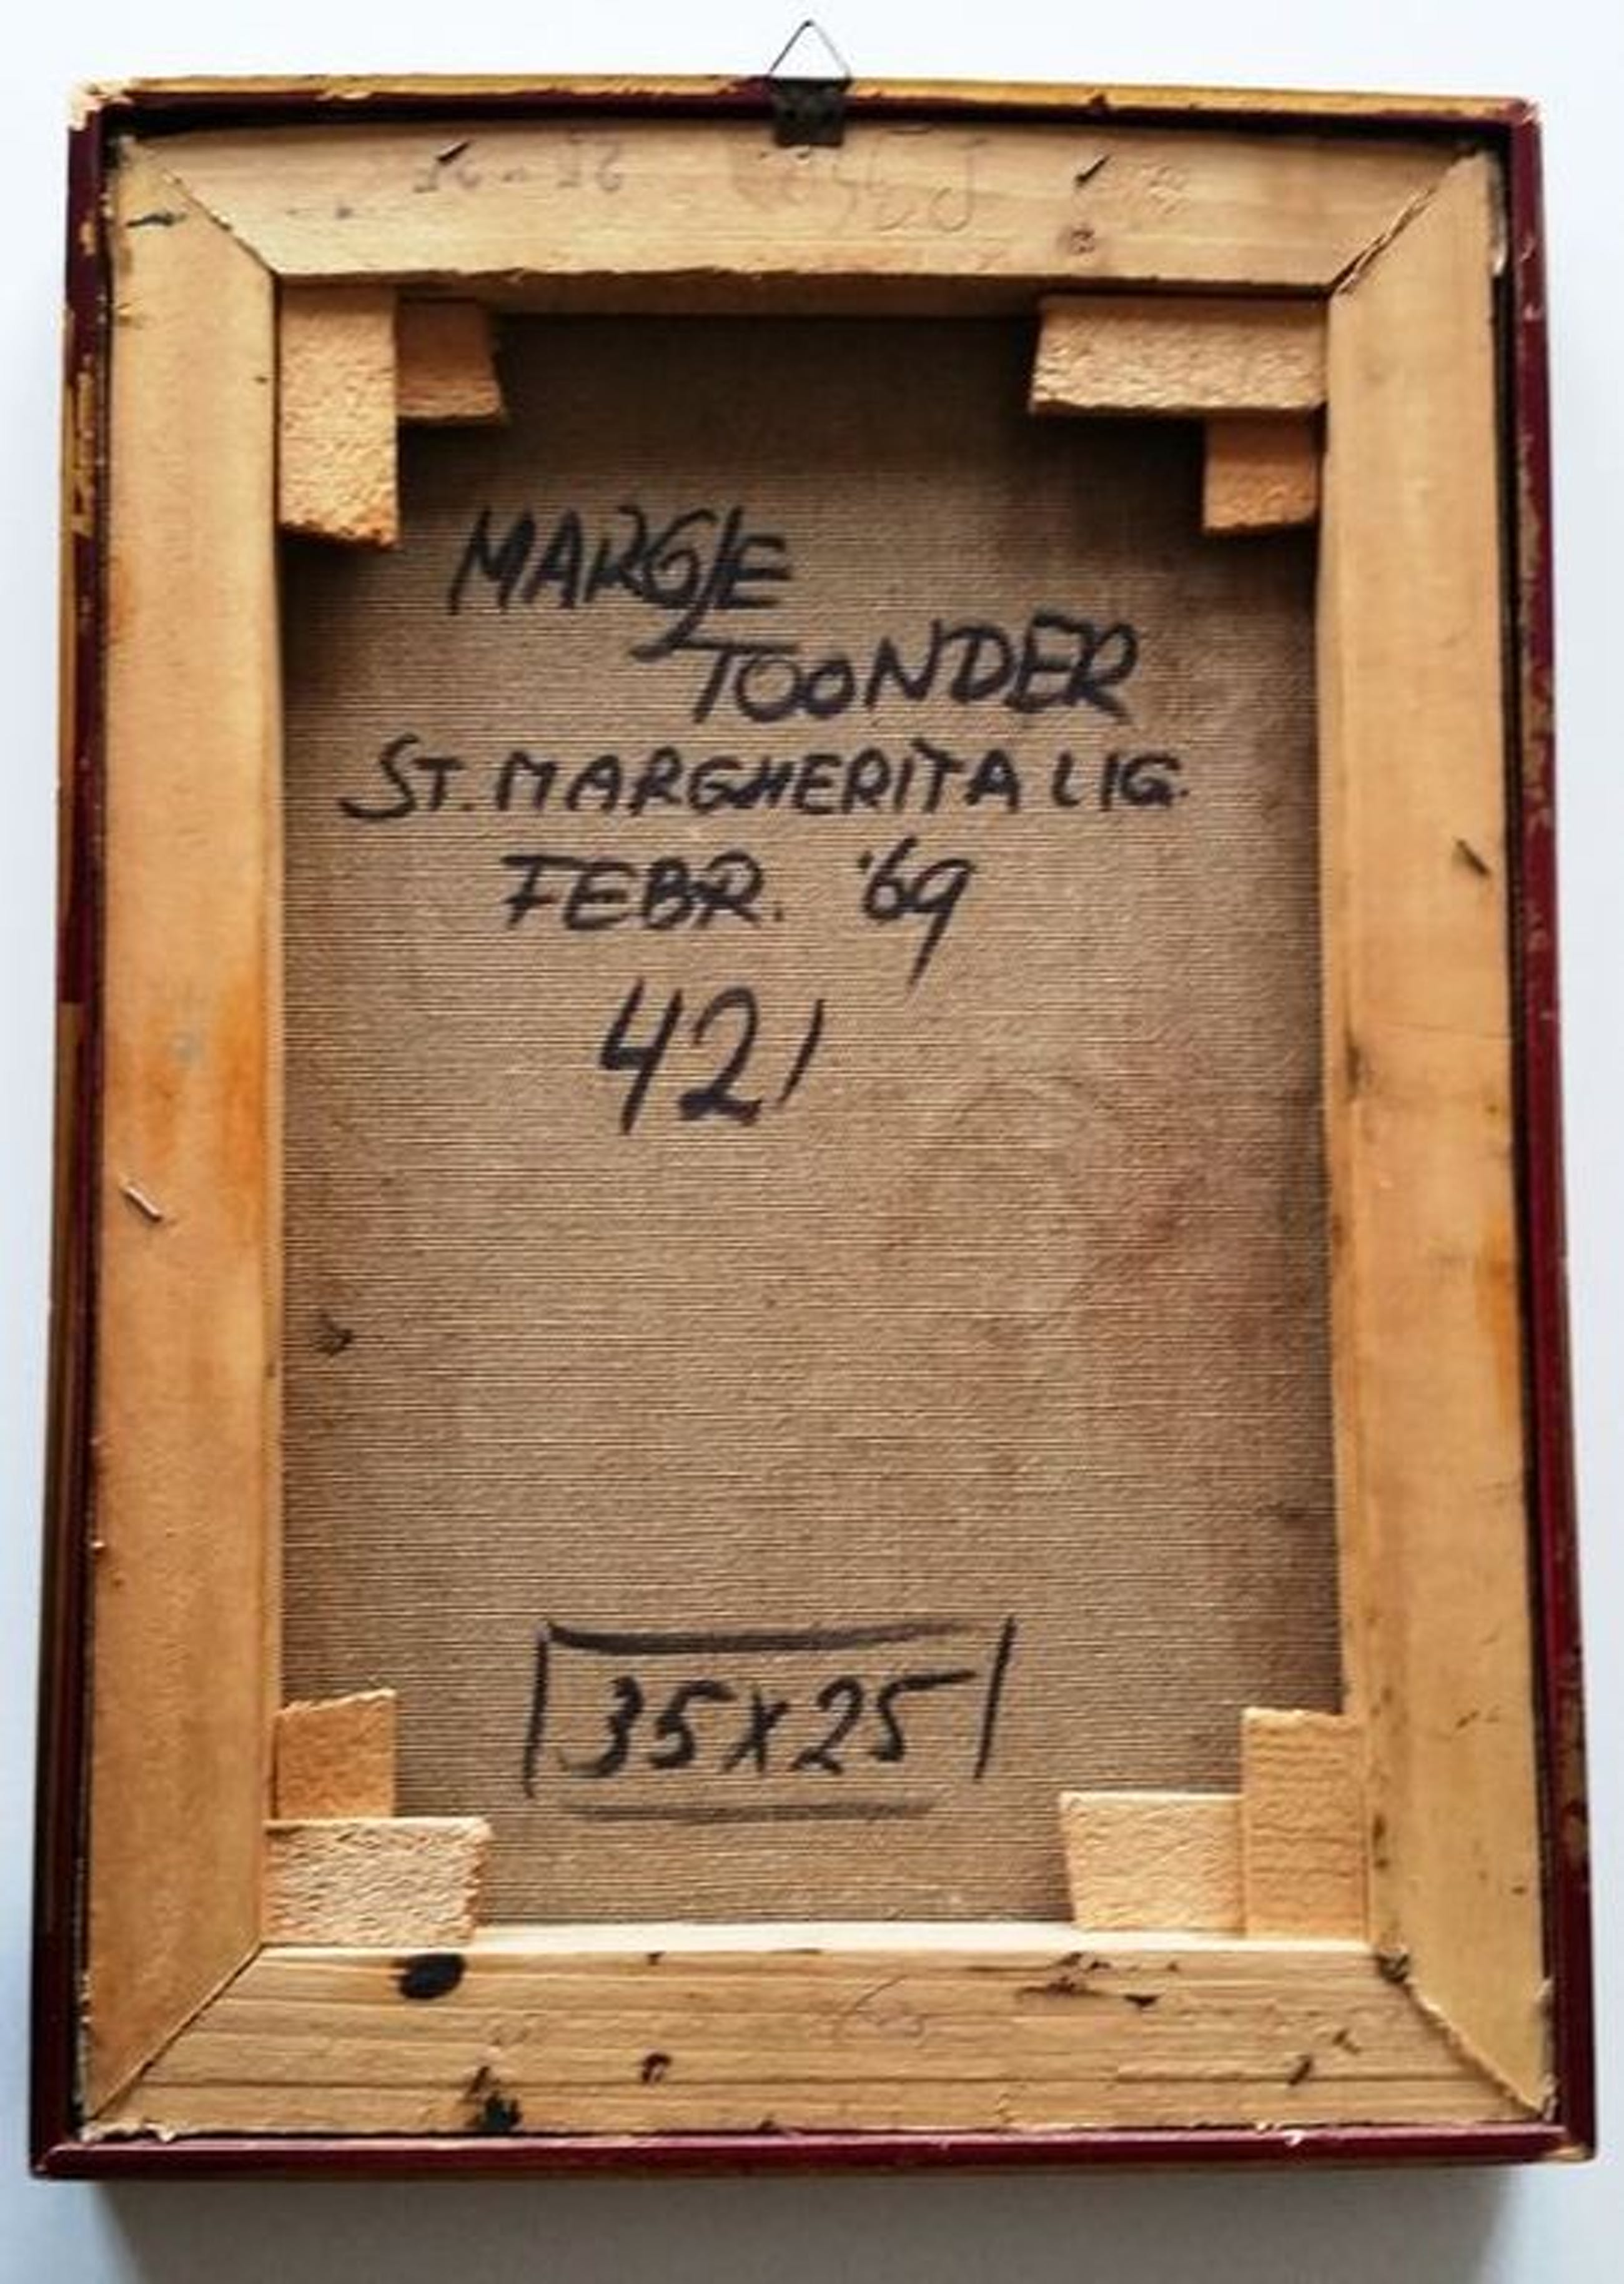 MARGJE
TOONDER
ST. MARGHERITA LIG.
FEBR. '69
421
35x25